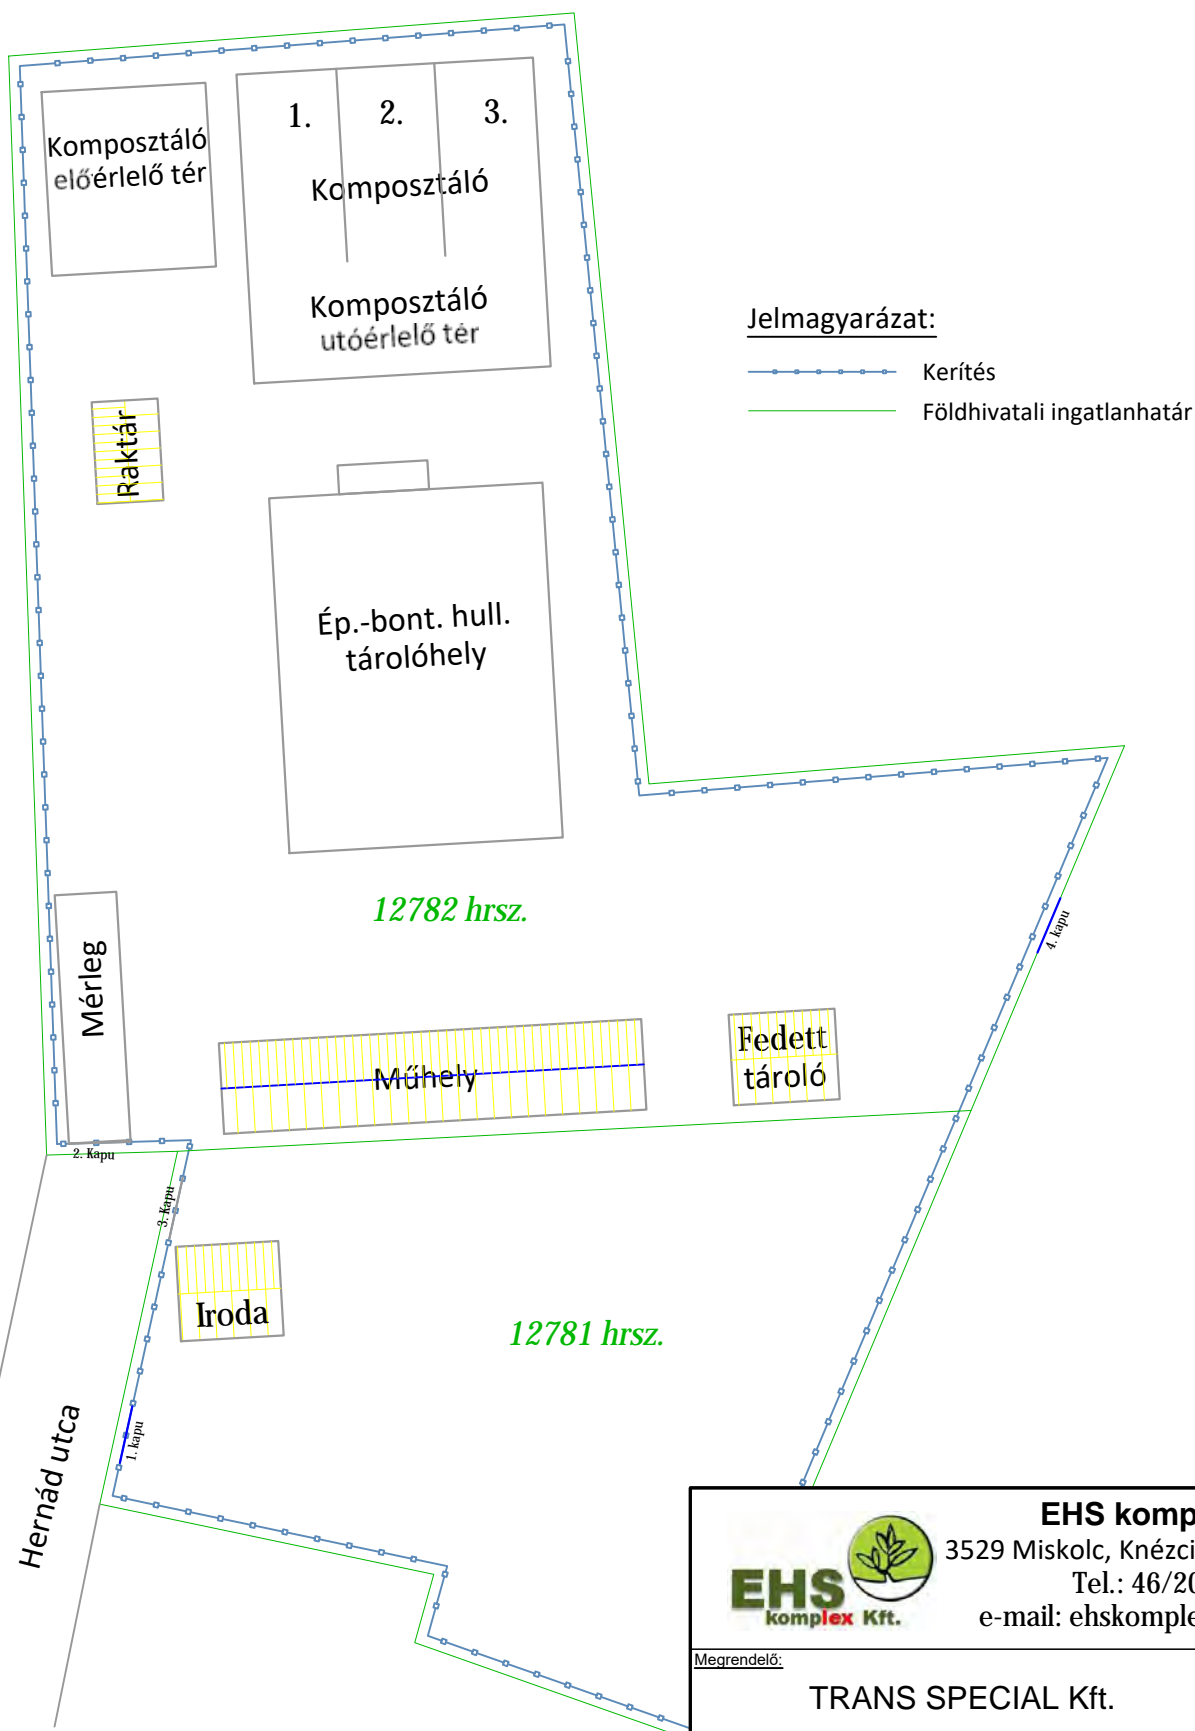 1.
2.
3.
Komposztáló
előérlelő tér
Komposztáló
Komposztáló
utóérlelő tér
Jelmagyarázat:
Kerítés
Földhivatali ingatlanhatár
Raktár
Ép.-bont. hull.
tárolóhely
12782 hrsz.
4. kapu
Mérleg
Műhely
Fedett
tároló
2. Kapu
3. Kapu
Iroda
12781 hrsz.
1. kapu
Hernád utca
EHS
komplex Kft.
EHS komp
3529 Miskolc, Knézci
Tel.: 46/20
e-mail: ehskomple
Megrendelő:
TRANS SPECIAL Kft.